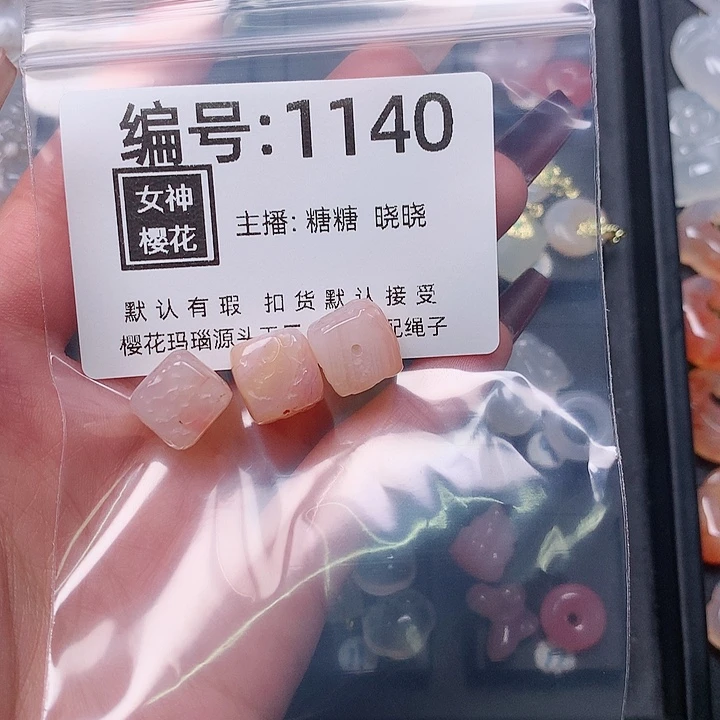 编号:1140
女神
樱花
主播: 糖糖 晓晓
默认有瑕 扣货默认接受
樱花玛瑙源头 配绳子